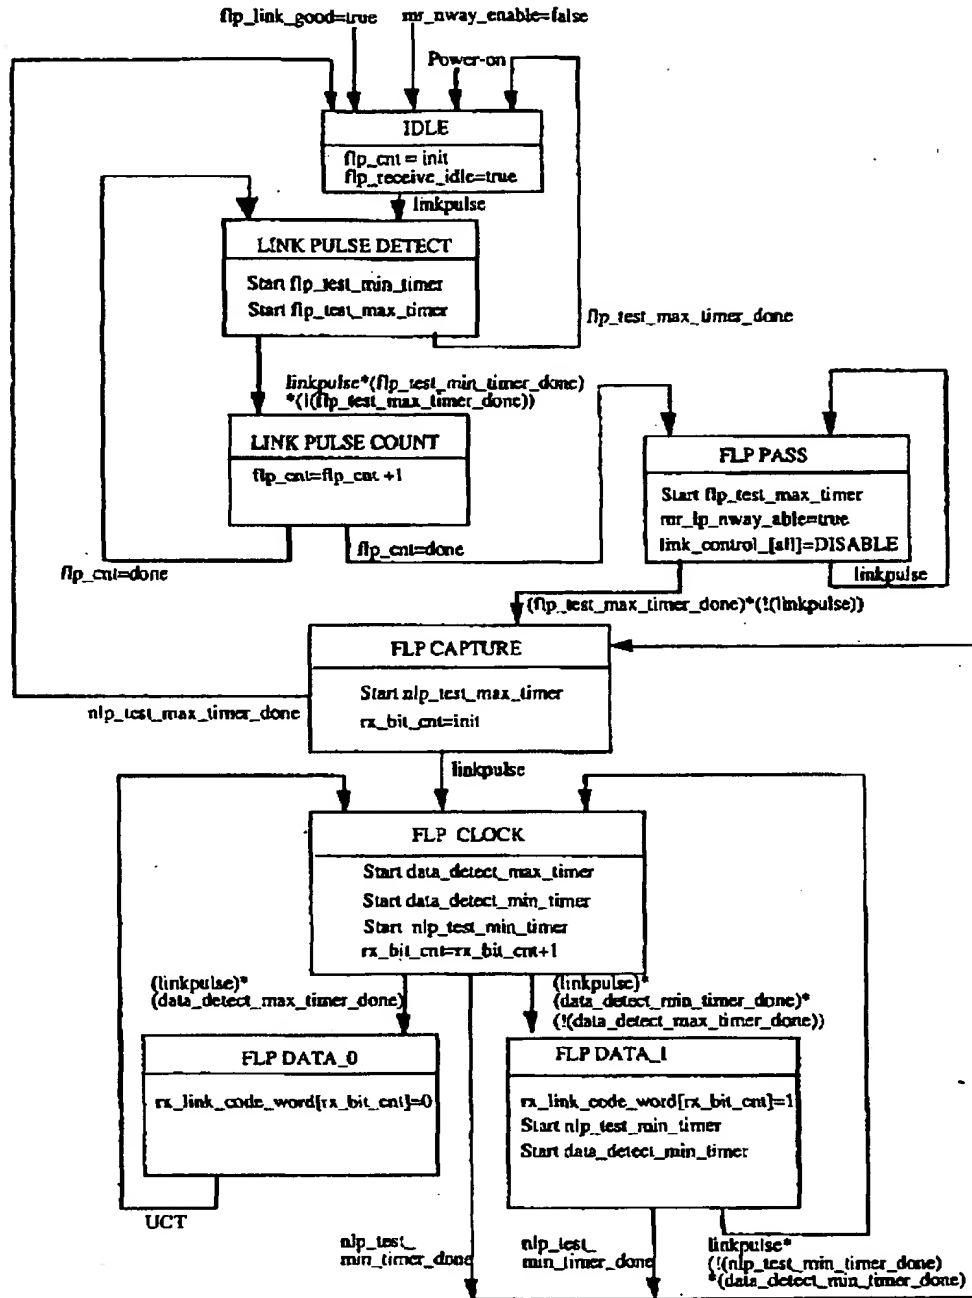 flp_link_good=true mr_nway_enable=false
Power-on
IDLE
flp_cnt = init
flp_receive_idle=true
linkpulse
LINK PULSE DETECT
Start flp_test_min_timer
Start flp_test_max_timer
flp_test_max_timer_done
linkpulse*(flp_test_min_timer_done)
*(!(flp_test_max_timer_done))
LINK PULSE COUNT
flp_cnt=flp_cnt +1
flp_cnt=done
flp_cnt=done
FLP PASS
Start flp_test_max_timer
mr_lp_nway_able=true
link_control_[all]=DISABLE
linkpulse
(flp_test_max_timer_done)*(!(linkpulse))
FLP CAPTURE
Start nlp_test_max_timer
rx_bit_cnt=init
nlp_test_max_timer_done
linkpulse
FLP CLOCK
Start data_detect_max_timer
Start data_detect_min_timer
Start nlp_test_min_timer
rx_bit_cnt=rx_bit_cnt+1
(linkpulse)*
(data_detect_max_timer_done)
(linkpulse)*
(data_detect_min_timer_done)*
(!(data_detect_max_timer_done))
FLP DATA_0
rx_link_code_word[rx_bit_cnt]=0
UCT
FLP DATA_1
rx_link_code_word[rx_bit_cnt]=1
Start nlp_test_min_timer
Start data_detect_min_timer
nlp_test_
min_timer_done
nlp_test_
min_timer_done
linkpulse*
(!(nlp_test_min_timer_done)
*(data_detect_min_timer_done)